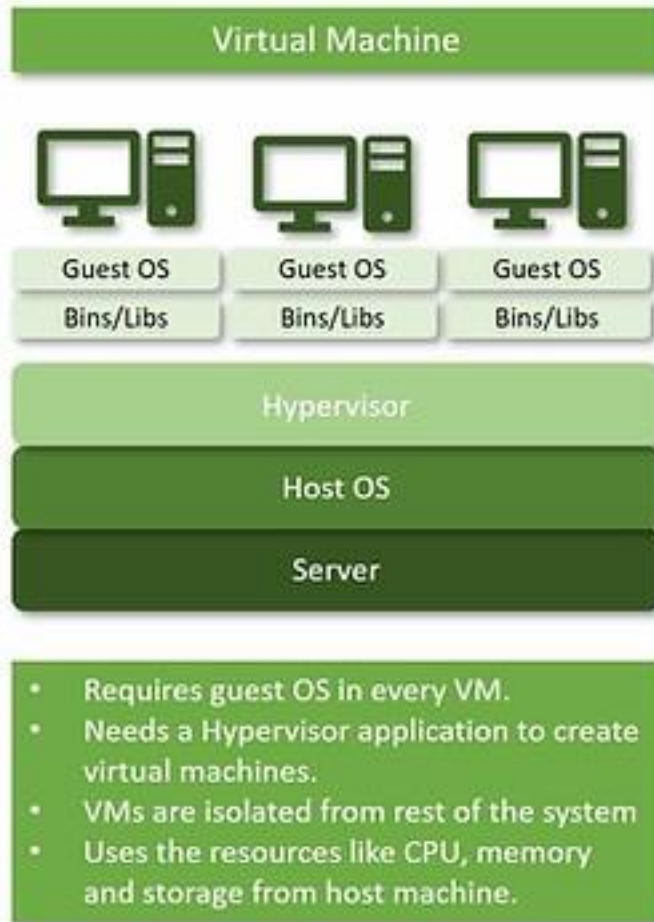 Virtual Machine
Guest OS Guest OS Guest OS
Bins/Libs Bins/Libs Bins/Libs
Hypervisor
Host OS
Server
• Requires guest OS in every VM.
• Needs a Hypervisor application to create
virtual machines.
• VMs are isolated from rest of the system
• Uses the resources like CPU, memory
and storage from host machine.